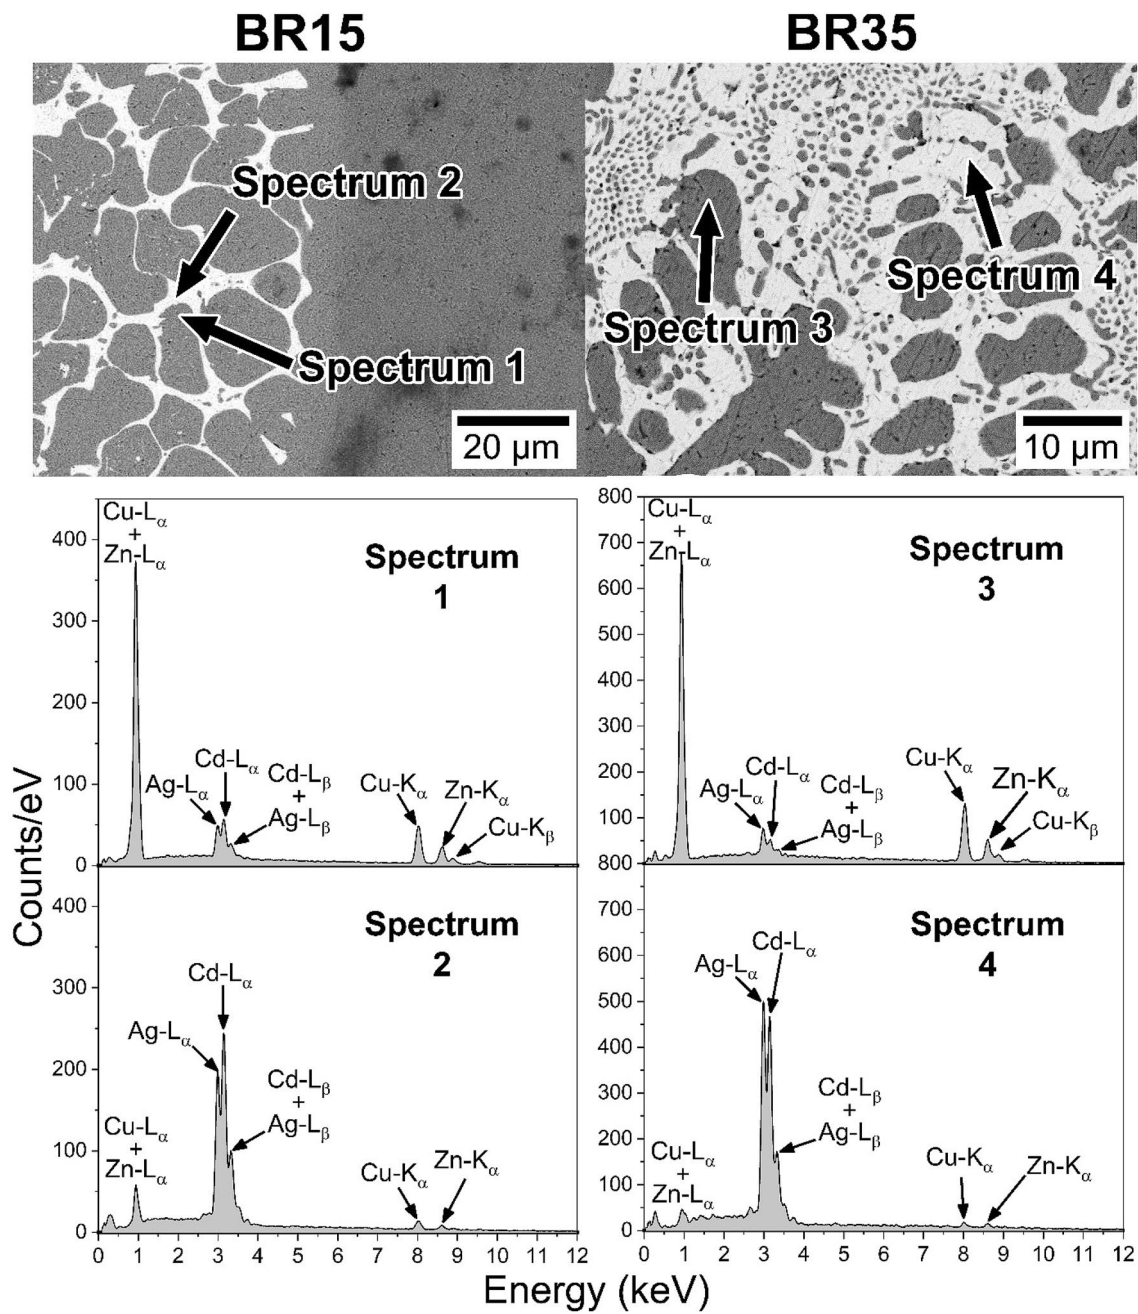 BR15 BR35
Spectrum 2
Spectrum 1
20 µm
Spectrum 4
Spectrum 3
10 µm
Counts/eV
Cu-Lα
+
Zn-Lα
Spectrum
1
400
300
200
100
0
Ag-Lα
Cd-Lα
Cd-Lβ
+
Ag-Lβ
Cu-Kα
Zn-Kα
Cu-Kβ
800
700
600
500
400
300
200
100
Cu-Lα
+
Zn-Lα
Spectrum
3
Ag-Lα
Cd-Lα
Cd-Lβ
+
Ag-Lβ
Cu-Kα
Zn-Kα
Cu-Kβ
400
300
200
100
0
Spectrum
2
Cd-Lα
Ag-Lα
Cd-Lβ
+
Ag-Lβ
Cu-Lα
+
Zn-Lα
Cu-Kα
Zn-Kα
0 1 2 3 4 5 6 7 8 9 10 11 12
800
700
600
500
400
300
200
100
0
Spectrum
4
Cd-Lα
Ag-Lα
Cd-Lβ
+
Ag-Lβ
Cu-Lα
+
Zn-Lα
Cu-Kα
Zn-Kα
0 1 2 3 4 5 6 7 8 9 10 11 12
Energy (keV)